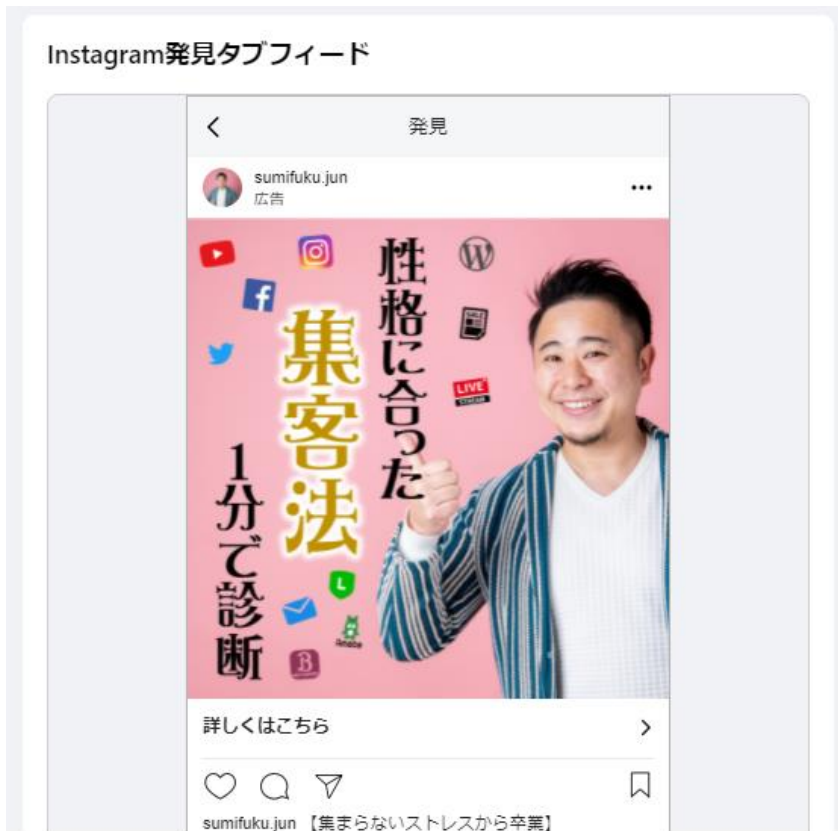 Instagram発見タブフィード
発見
sumifuku.jun
広告
性格に合った
集客法
1分で診断
SALE
LIVE
STREAM
L
Ameba
B
詳しくはこちら
sumifuku.jun 【集まらないストレスから卒業】